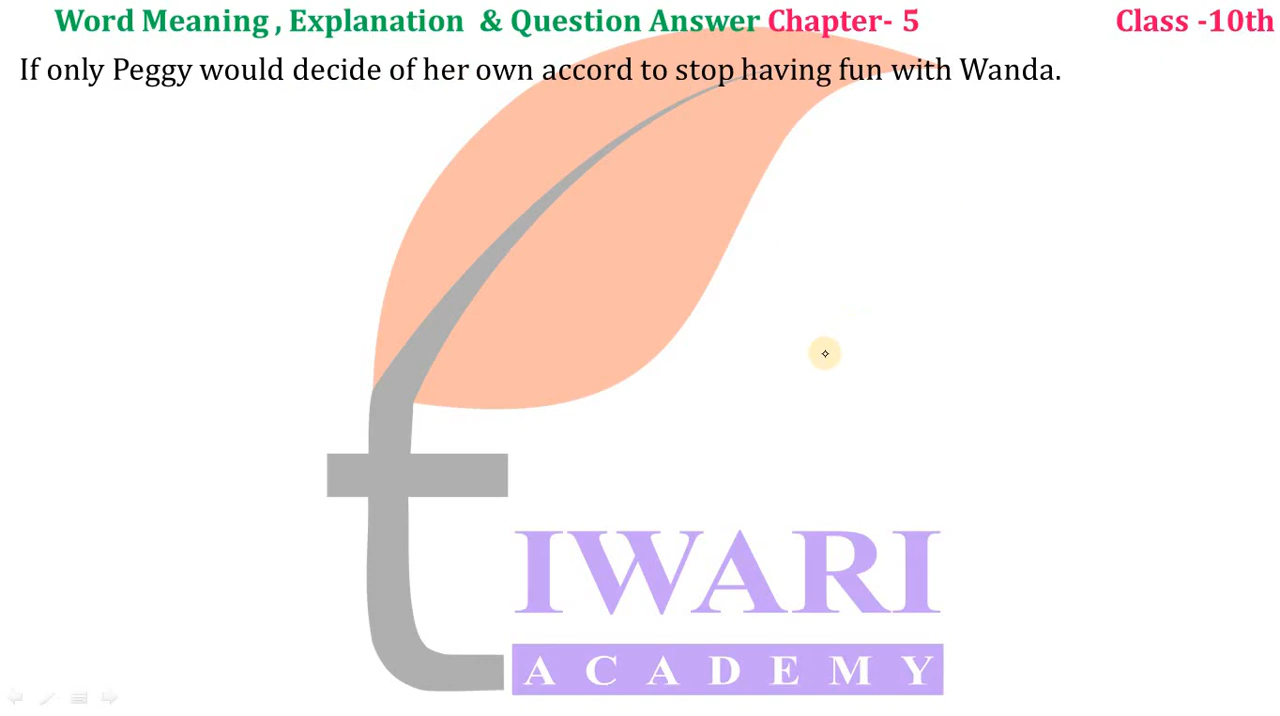 Word Meaning , Explanation & Question Answer Chapter- 5 Class -10th
If only Peggy would decide of her own accord to stop having fun with Wanda.
tIWARI
ACADEMY